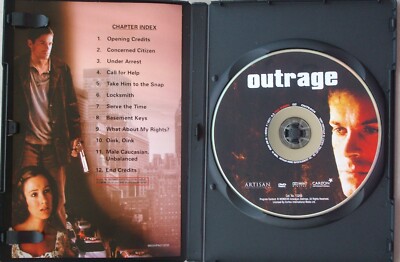 CHAPTER INDEX
1. Opening Credits
2. Concerned Citizen
3. Under Arrest
4. Call for Help
5. Take Him to the Snap
6. Locksmith
7. Serve the Time
8. Basement Keys
9. What About My Rights?
10. Oink, Oink
11. Male Caucasian,
Unbalanced
12. End Credits
outrage
ARTISAN
DVD